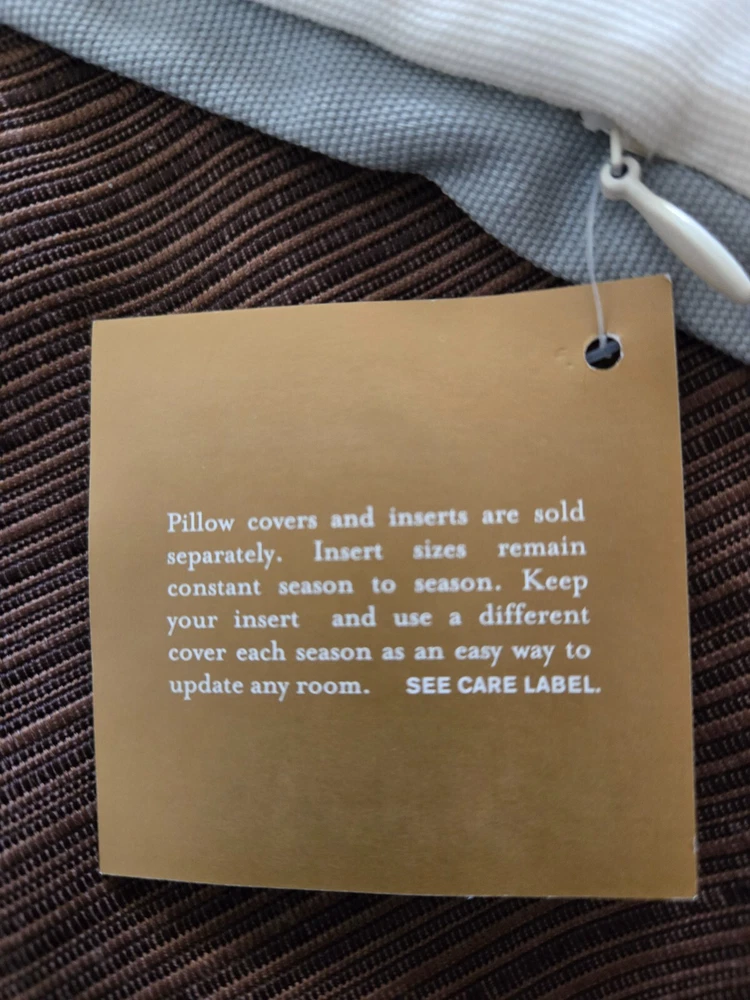 Pillow covers and inserts are sold
separately. Insert sizes remain
constant season to season. Keep
your insert and use a different
cover each season as an easy way to
update any room. SEE CARE LABEL.